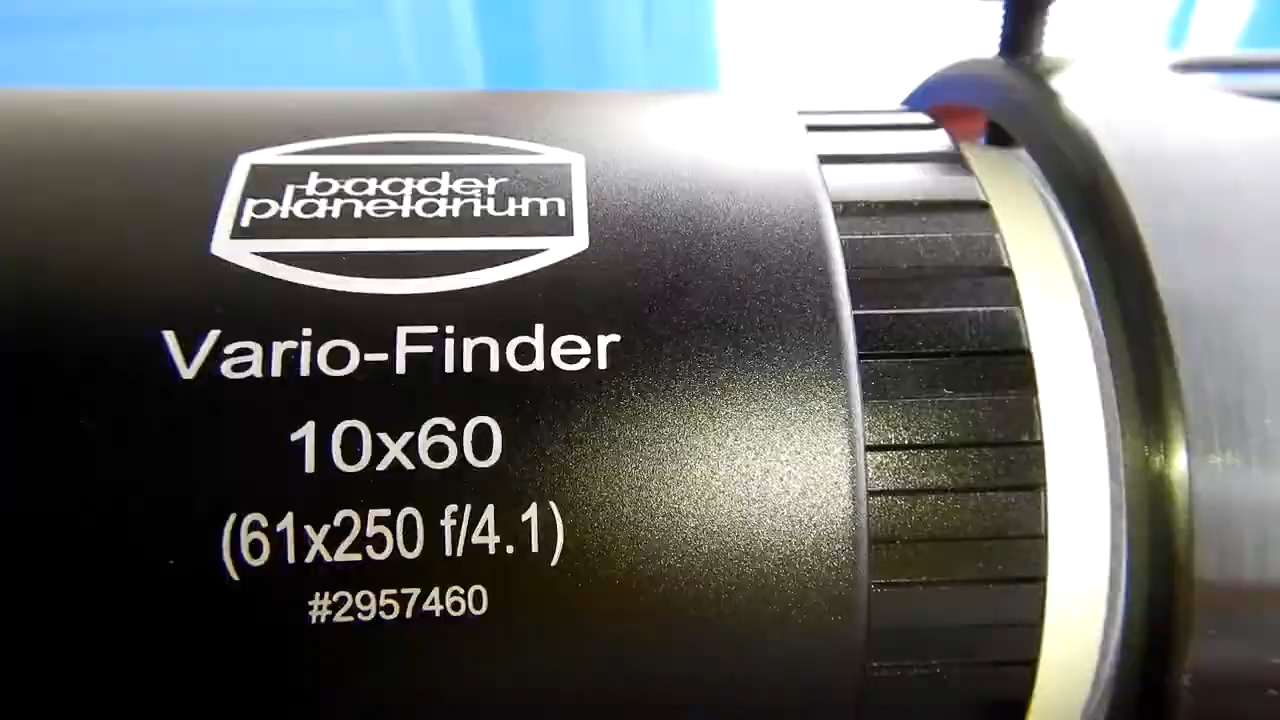 baader
planetarium
Vario-Finder
10x60
(61x250 f/4.1)
#2957460